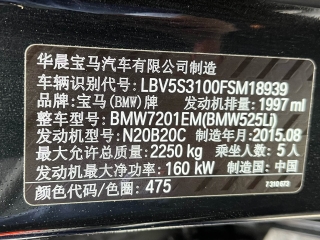 华晨宝马汽车有限公司制造
车辆识别代号: LBV5S3100FSM18939
品牌: 宝马(BMW)牌 发动机排量: 1997 ml
整车型号: BMW7201EM(BMW525Li)
发动机型号: N20B20C 制造年月: 2015.08
最大允许总质量: 2250 kg 乘坐人数: 5人
发动机最大净功率: 160 kW 制造国: 中国
颜色代码/色圈: 475
7 310 673